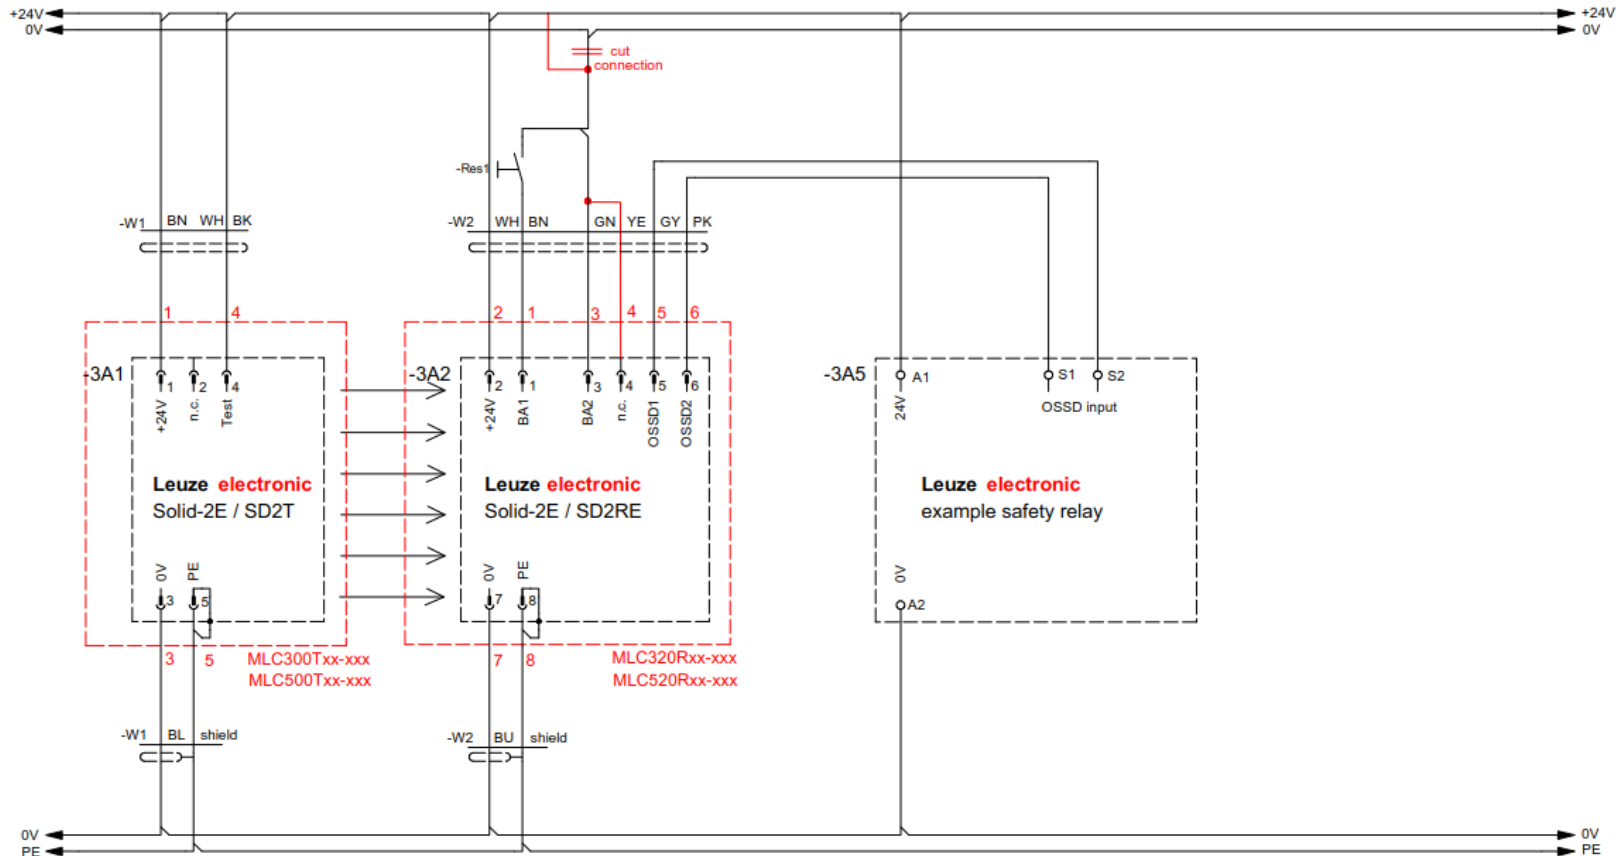 +24V
+24V
0V
0V
cut
connection
-Res1
-W1 BN WH BK
-W2 WH BN GN YE GY PK
1 4
2 1 3 4 5 6
-3A1
1 2 4
+24V n.c. Test
-3A2
2 1 3 4 5 6
+24V BA1 BA2 n.c. OSSD1 OSSD2
-3A5
A1 S1 S2
24V
OSSD input
Leuze electronic
Solid-2E / SD2T
Leuze electronic
Solid-2E / SD2RE
Leuze electronic
example safety relay
0V PE
3 5
0V PE
7 8
0V
A2
3 5
MLC300Txx-xxx
MLC500Txx-xxx
7 8
MLC320Rxx-xxx
MLC520Rxx-xxx
-W1 BL shield
-W2 BU shield
0V
0V
PE
PE